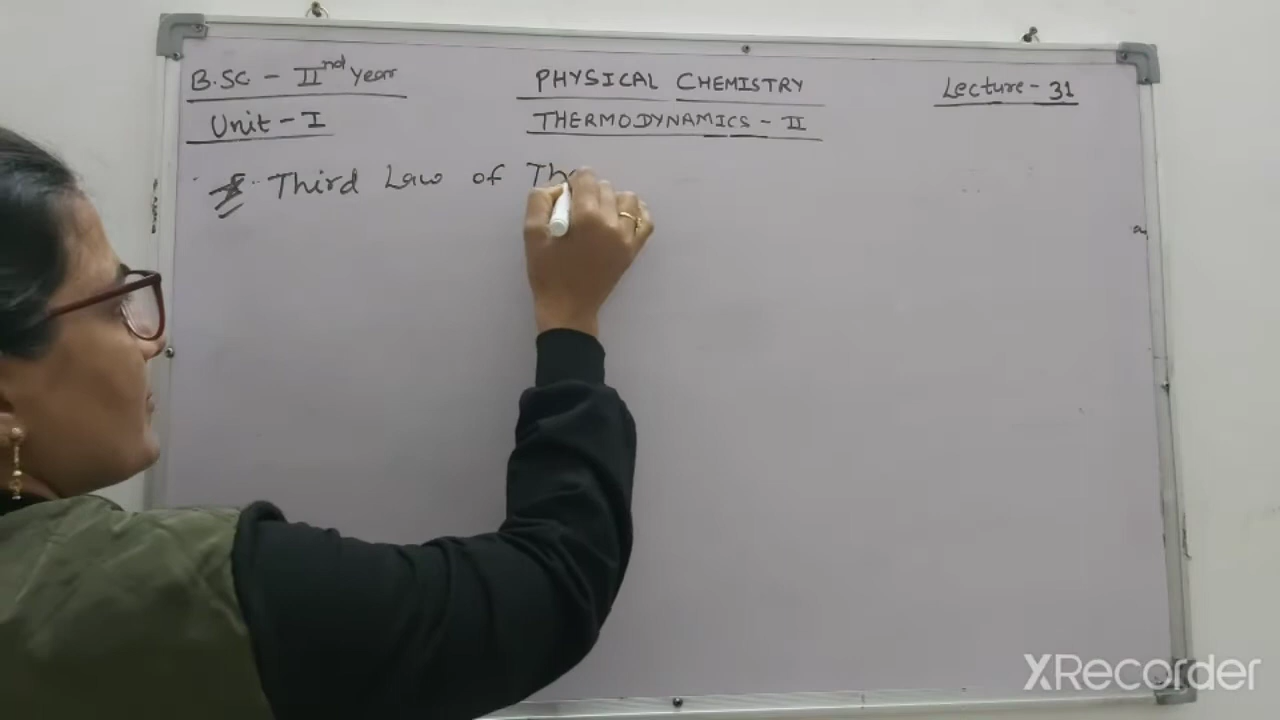 B.Sc - IInd Year
PHYSICAL CHEMISTRY
Lecture - 31
Unit - I
THERMODYNAMICS - II
Third Law of Th
XRecorder